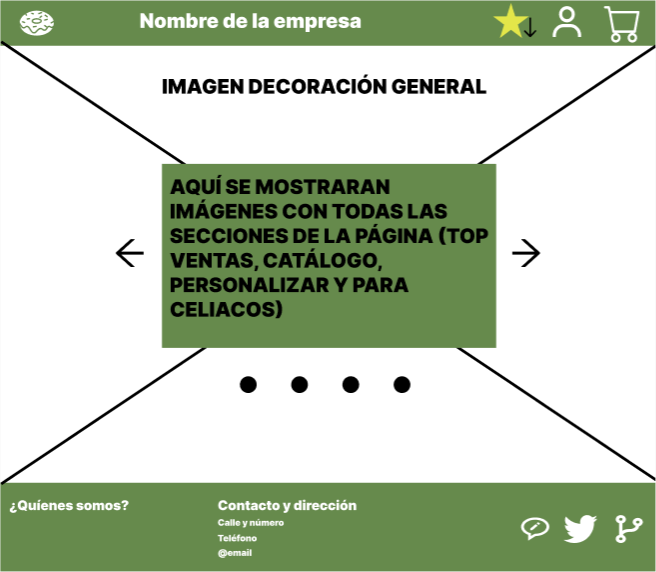 Nombre de la empresa
IMAGEN DECORACIÓN GENERAL
AQUÍ SE MOSTRARAN
IMÁGENES CON TODAS LAS
SECCIONES DE LA PÁGINA (TOP
VENTAS, CATÁLOGO,
PERSONALIZAR Y PARA
CELIACOS)
¿Quíenes somos?
Contacto y dirección
Calle y número
Teléfono
@email